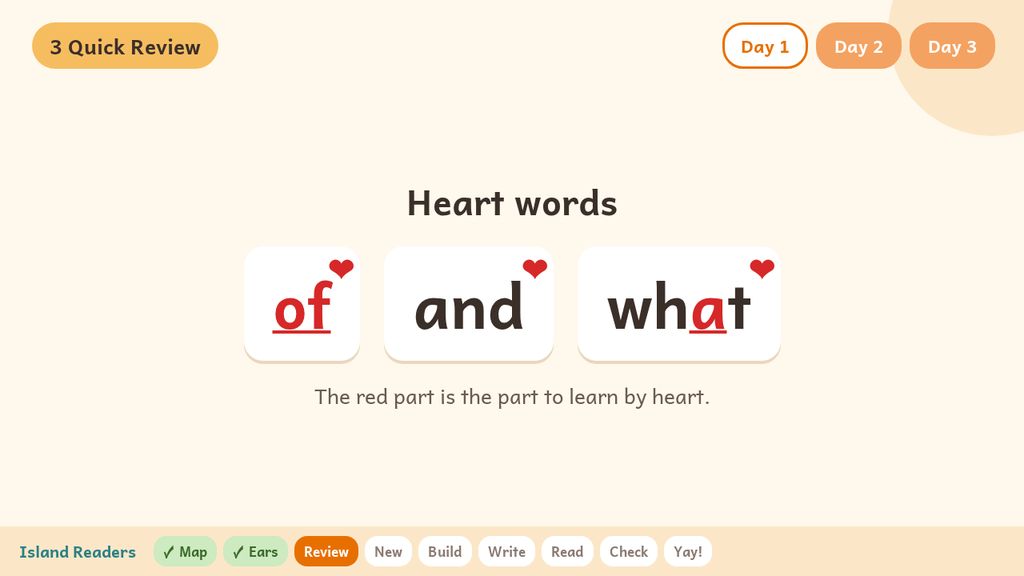 3 Quick Review
Day 1 Day 2 Day 3
Heart words
of and what
The red part is the part to learn by heart.
Island Readers ✓ Map ✓ Ears Review New Build Write Read Check Yay!